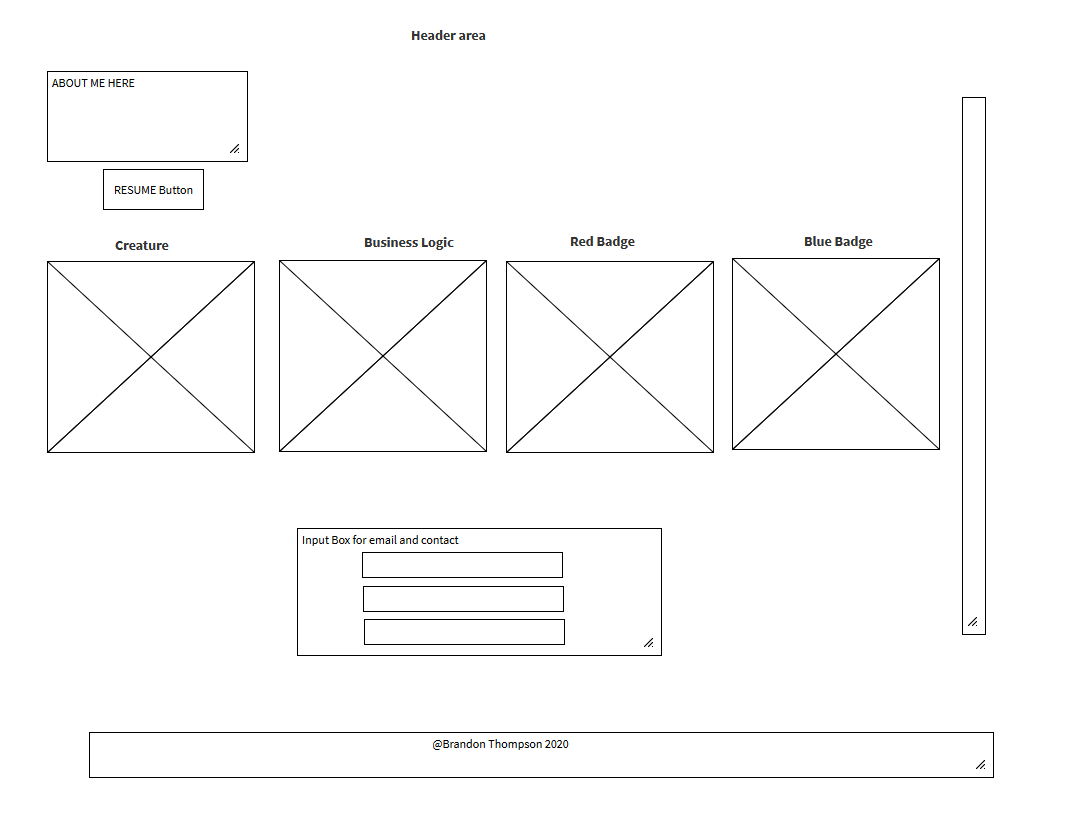 Header area
ABOUT ME HERE
RESUME Button
Creature
Business Logic
Red Badge
Blue Badge
Input Box for email and contact
@Brandon Thompson 2020